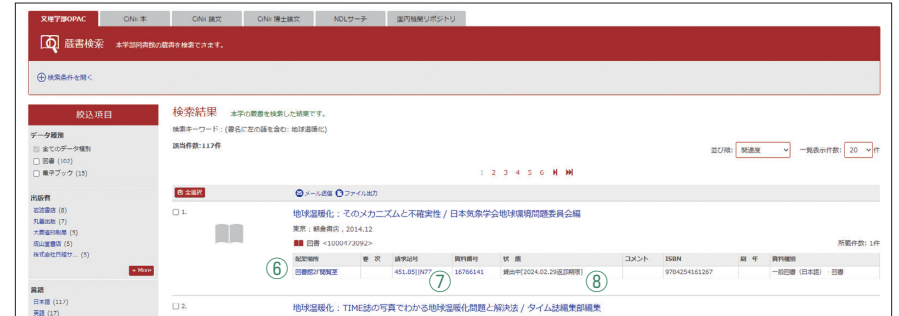 文理学部OPAC CiNii 本 CiNii 論文 CiNii 博士論文 NDLサーチ 国内機関リポジトリ
蔵書検索 本学部図書館の蔵書を検索できます。
検索条件を開く
絞込項目
データ種別
全てのデータ種別
図書 (102)
電子ブック (15)
出版者
岩波書店 (8)
丸善出版 (7)
大蔵省印刷局 (5)
成山堂書店 (5)
株式会社日経サ... (5)
+ More
言語
日本語 (117)
英語 (17)
検索結果 本学の蔵書を検索した結果です。
検索キーワード：(書名に左の語を含む: 地球温暖化)
該当件数:117件
並び順: 関連度 一覧表示件数: 20 件
1 2 3 4 5 6
全選択 メール送信 ファイル出力
1. 地球温暖化 : そのメカニズムと不確実性 / 日本気象学会地球環境問題委員会編
東京 : 朝倉書店 , 2014.12
図書 <1000473092> 所蔵件数: 1件
配架場所 巻 次 請求記号 資料番号 状 態 コメント ISBN 刷 年 資料種別
⑥ 図書館2F閲覧室 451.85||N77 ⑦ 16766141 貸出中[2024.02.29返却期限] ⑧ 9784254161267 一般図書（日本語） 図書
2. 地球温暖化 : TIME誌の写真でわかる地球温暖化問題と解決法 / タイム誌編集部編集